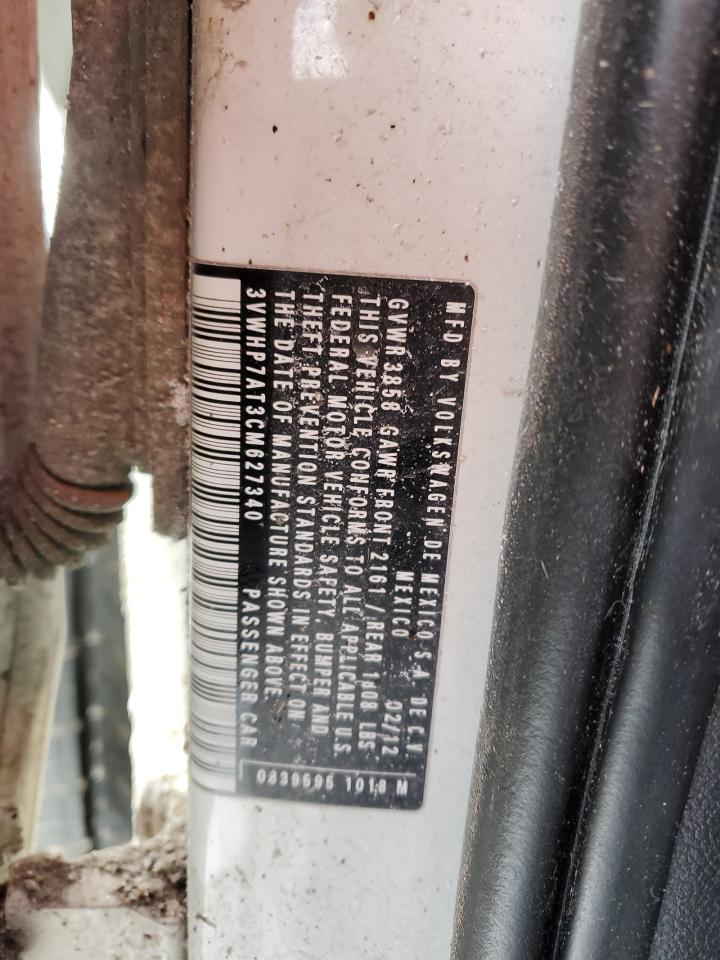 MFD BY VOLKSWAGEN DE MEXICO S.A. DE C.V.
MEXICO 02/12
GVWR 3858 GAWR FRONT 2161 / REAR 1808 LBS
THIS VEHICLE CONFORMS TO ALL APPLICABLE U.S.
FEDERAL MOTOR VEHICLE SAFETY, BUMPER AND
THEFT PREVENTION STANDARDS IN EFFECT ON
THE DATE OF MANUFACTURE SHOWN ABOVE.
3VWHP7AT3CM627340 PASSENGER CAR
1018 M